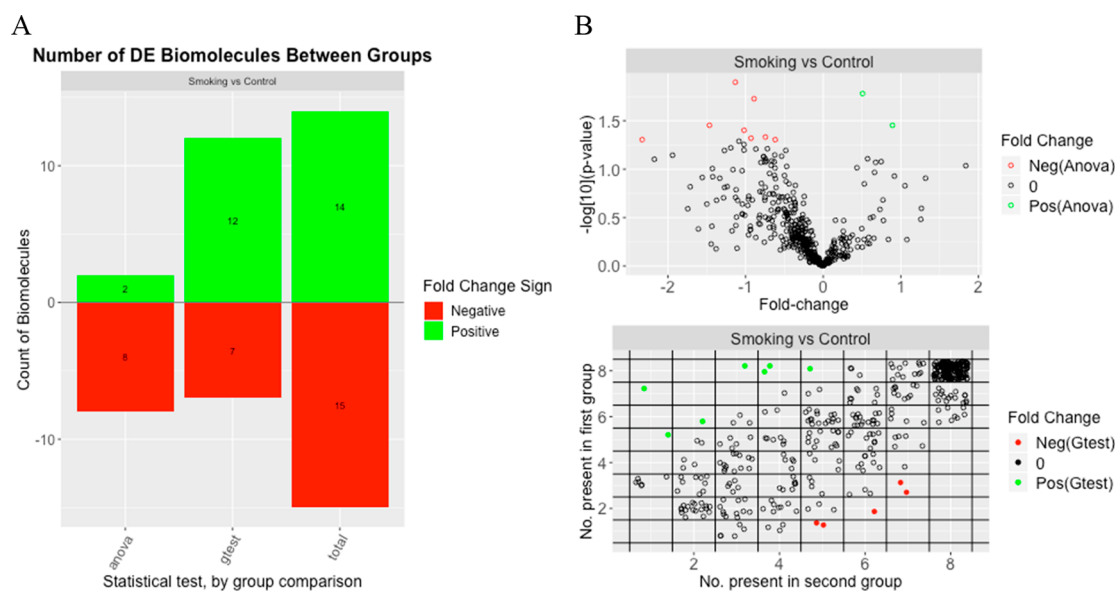 A
Number of DE Biomolecules Between Groups
Smoking vs Control
10
0
-10
Count of Biomolecules
2
8
12
7
14
15
anova
gtest
total
Statistical test, by group comparison
Fold Change Sign
Negative
Positive
B
Smoking vs Control
1.5
1.0
0.5
0.0
-log[10](p-value)
-2
-1
0
1
2
Fold-change
Fold Change
Neg(Anova)
0
Pos(Anova)
Smoking vs Control
8
6
4
2
No. present in first group
2
4
6
8
No. present in second group
Fold Change
Neg(Gtest)
0
Pos(Gtest)